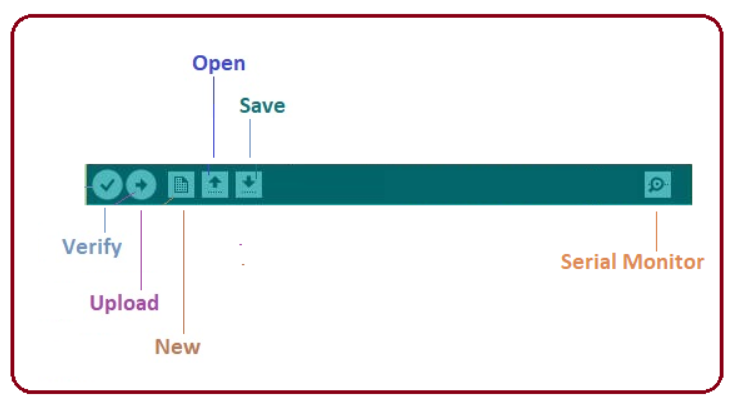 Open
Save
Verify
Serial Monitor
Upload
New